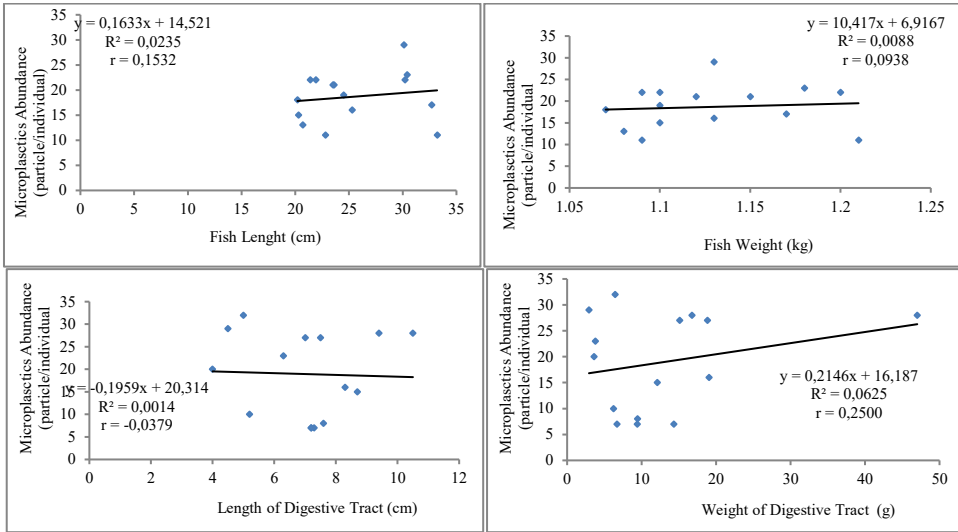 y = 0,1633x + 14,521
R² = 0,0235
r = 0,1532
Microplasctics Abundance
(particle/individual)
35
30
25
20
15
10
5
0
0 5 10 15 20 25 30 35
Fish Lenght (cm)
y = 10,417x + 6,9167
R² = 0,0088
r = 0,0938
Microplasctics Abundance
(particle/individual)
35
30
25
20
15
10
5
0
1.05 1.1 1.15 1.2 1.25
Fish Weight (kg)
Microplasctics Abundance
(particle/individual
35
30
25
20
15
10
5
0
y = -0,1959x + 20,314
R² = 0,0014
r = -0,0379
0 2 4 6 8 10 12
Length of Digestive Tract (cm)
Microplasctics Abundance
(particle/individual
35
30
25
20
15
10
5
0
y = 0,2146x + 16,187
R² = 0,0625
r = 0,2500
0 10 20 30 40 50
Weight of Digestive Tract (g)